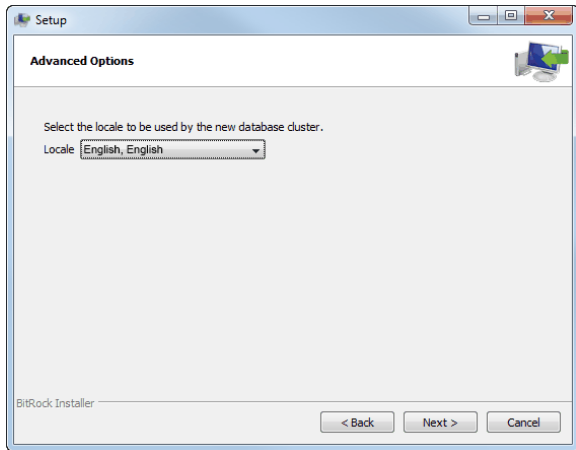 Setup
Advanced Options
Select the locale to be used by the new database cluster.
Locale English, English
BitRock Installer
< Back Next > Cancel